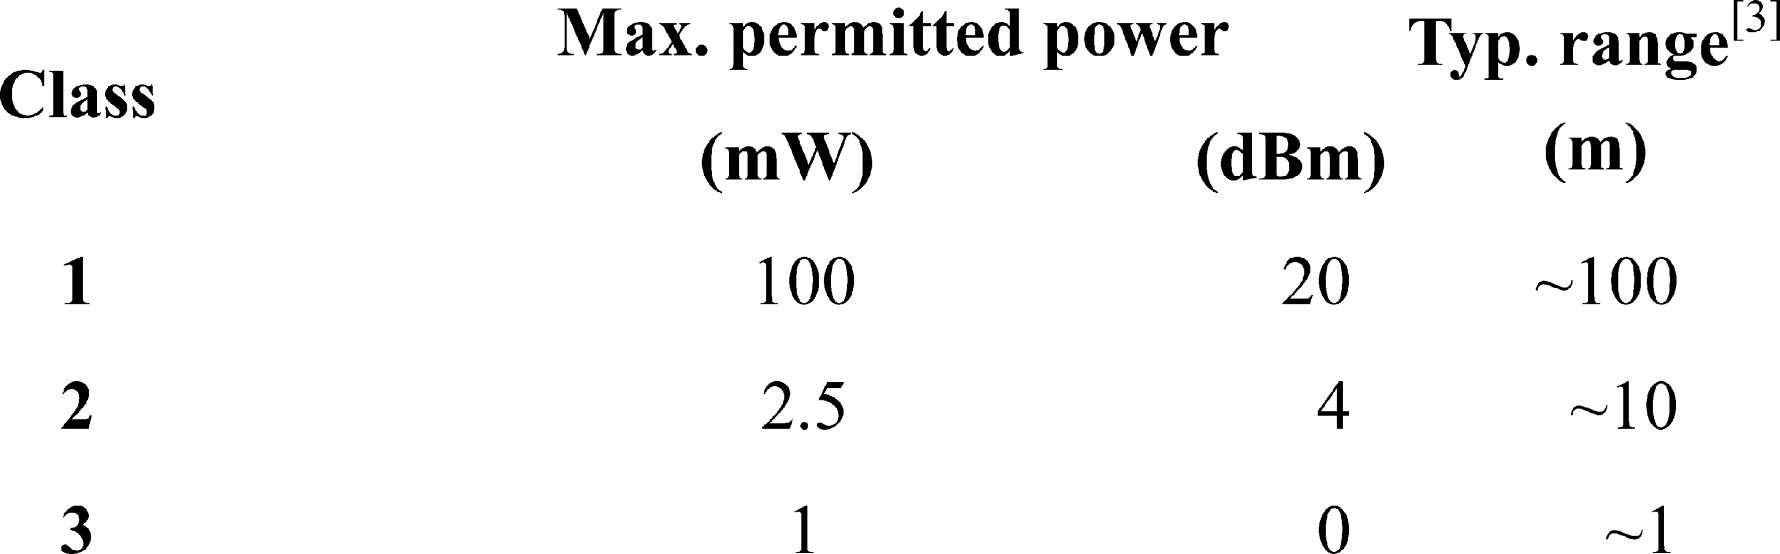 Class Max. permitted power Typ. range[3]
(mW) (dBm) (m)
1 100 20 ~100
2 2.5 4 ~10
3 1 0 ~1